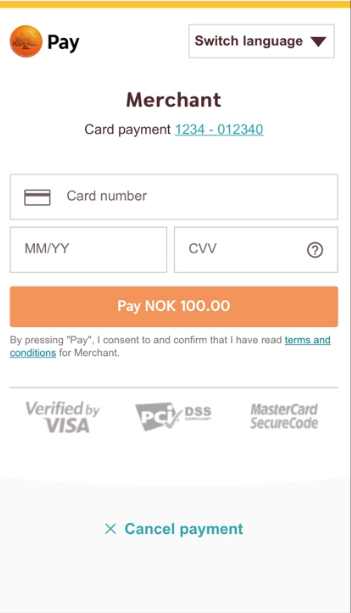 Pay
Switch language
Merchant
Card payment 1234 - 012340
Card number
MM/YY
CVV
?
Pay NOK 100.00
By pressing "Pay", I consent to and confirm that I have read terms and
conditions for Merchant.
Verified by
VISA
PCI DSS
COMPLIANT
MasterCard
SecureCode
× Cancel payment